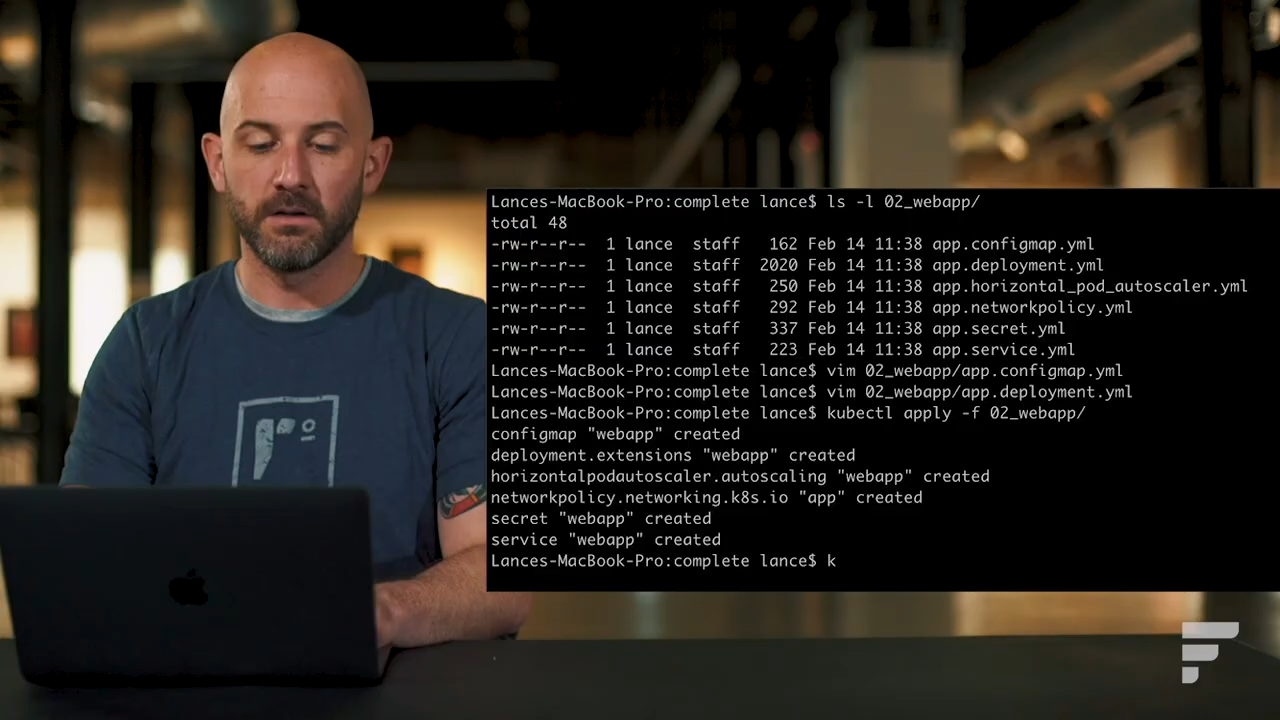 Lances-MacBook-Pro:complete lance$ ls -l 02_webapp/
total 48
-rw-r--r--  1 lance  staff   162 Feb 14 11:38 app.configmap.yml
-rw-r--r--  1 lance  staff  2020 Feb 14 11:38 app.deployment.yml
-rw-r--r--  1 lance  staff   250 Feb 14 11:38 app.horizontal_pod_autoscaler.yml
-rw-r--r--  1 lance  staff   292 Feb 14 11:38 app.networkpolicy.yml
-rw-r--r--  1 lance  staff   337 Feb 14 11:38 app.secret.yml
-rw-r--r--  1 lance  staff   223 Feb 14 11:38 app.service.yml
Lances-MacBook-Pro:complete lance$ vim 02_webapp/app.configmap.yml
Lances-MacBook-Pro:complete lance$ vim 02_webapp/app.deployment.yml
Lances-MacBook-Pro:complete lance$ kubectl apply -f 02_webapp/
configmap "webapp" created
deployment.extensions "webapp" created
horizontalpodautoscaler.autoscaling "webapp" created
networkpolicy.networking.k8s.io "app" created
secret "webapp" created
service "webapp" created
Lances-MacBook-Pro:complete lance$ k